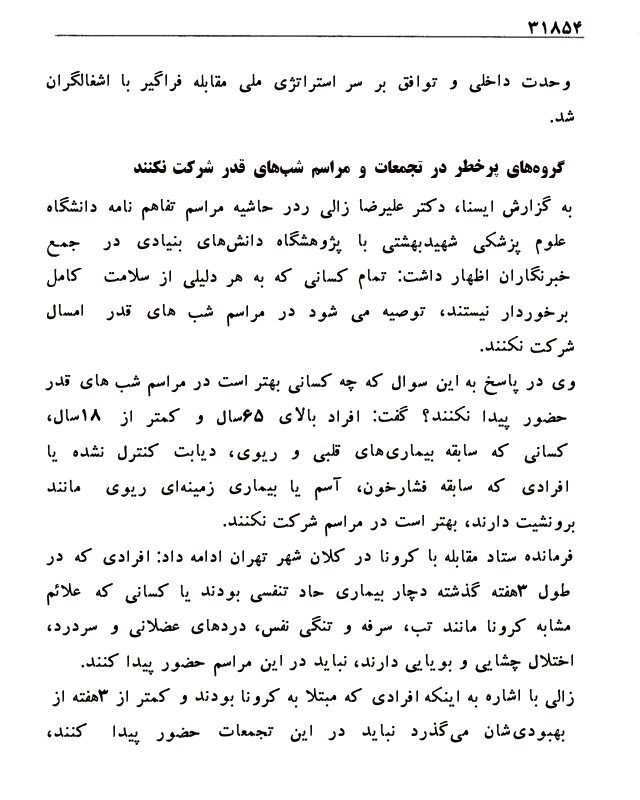 ۳۱۸۵۴
وحدت داخلی و توافق بر سر استراتژی ملی مقابله فراگیر با اشغالگران
شد.
گروه‌های پرخطر در تجمعات و مراسم شب‌های قدر شرکت نکنند
به گزارش ایسنا، دکتر علیرضا زالی ردر حاشیه مراسم تفاهم نامه دانشگاه
علوم پزشکی شهیدبهشتی با پژوهشگاه دانش‌های بنیادی در جمع
خبرنگاران اظهار داشت: تمام کسانی که به هر دلیلی از سلامت کامل
برخوردار نیستند، توصیه می شود در مراسم شب های قدر امسال
شرکت نکنند.
وی در پاسخ به این سوال که چه کسانی بهتر است در مراسم شب های قدر
حضور پیدا نکنند؟ گفت: افراد بالای ۶۵سال و کمتر از ۱۸سال،
کسانی که سابقه بیماری‌های قلبی و ریوی، دیابت کنترل نشده یا
افرادی که سابقه فشارخون، آسم یا بیماری زمینه‌ای ریوی مانند
برونشیت دارند، بهتر است در مراسم شرکت نکنند.
فرمانده ستاد مقابله با کرونا در کلان شهر تهران ادامه داد: افرادی که در
طول ۳هفته گذشته دچار بیماری حاد تنفسی بودند یا کسانی که علائم
مشابه کرونا مانند تب، سرفه و تنگی نفس، دردهای عضلانی و سردرد،
اختلال چشایی و بویایی دارند، نباید در این مراسم حضور پیدا کنند.
زالی با اشاره به اینکه افرادی که مبتلا به کرونا بودند و کمتر از ۳هفته از
بهبودی‌شان می‌گذرد نباید در این تجمعات حضور پیدا کنند،